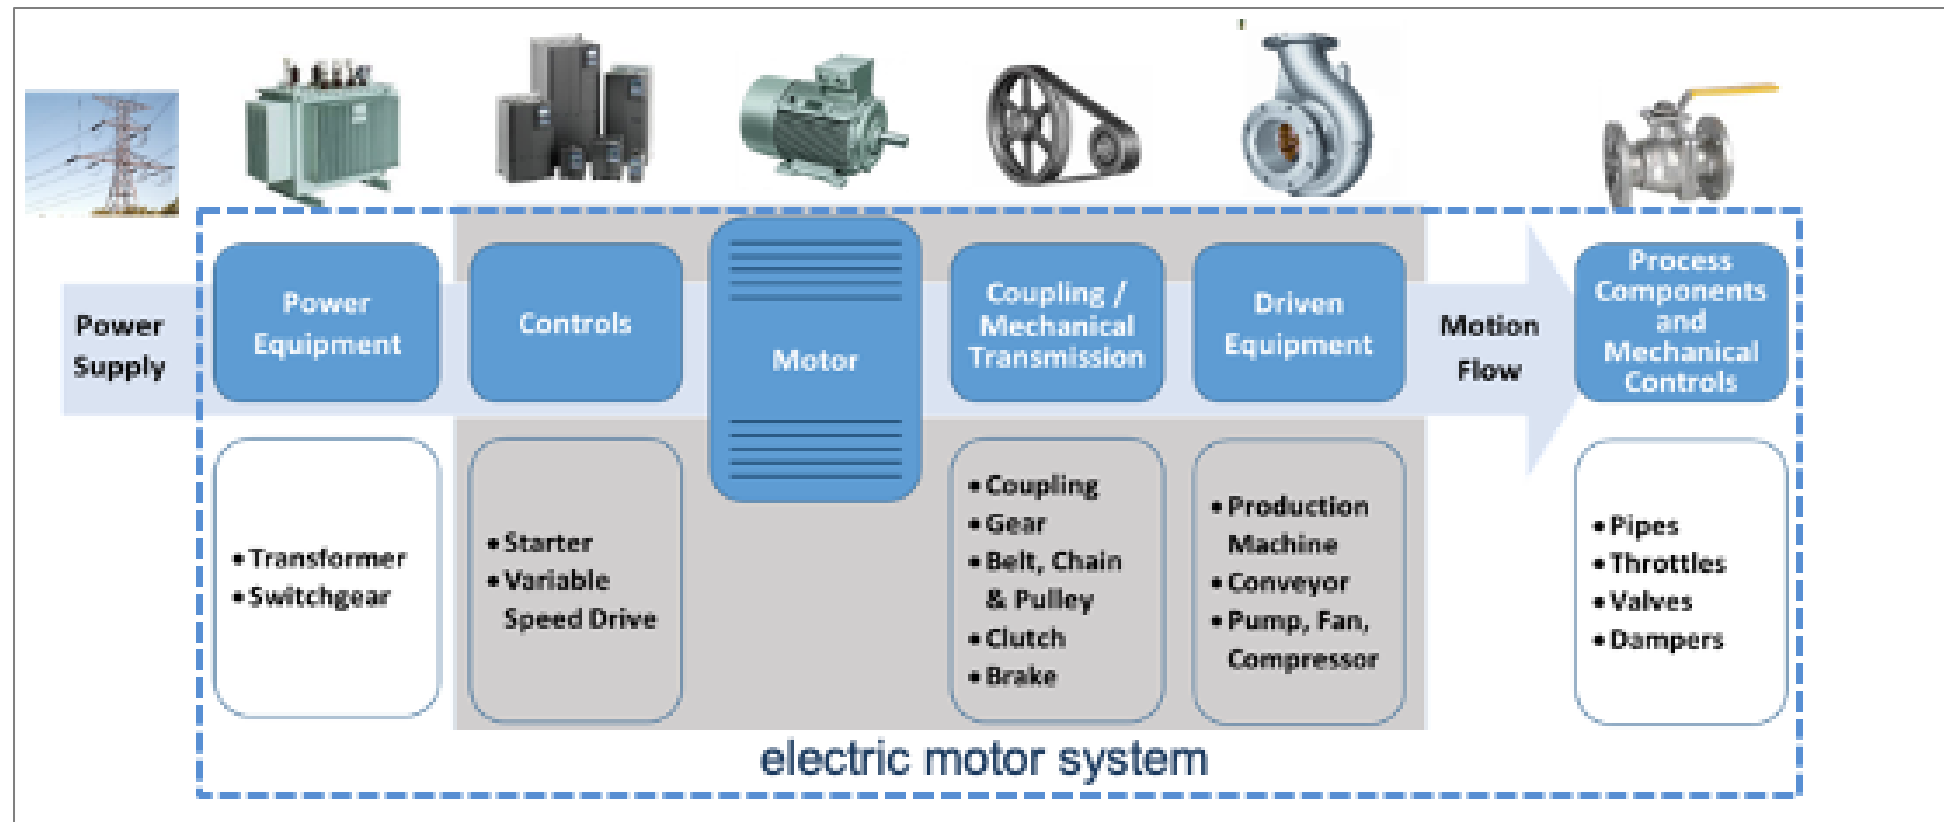 Power
Supply
Power
Equipment
Controls
Motor
Coupling /
Mechanical
Transmission
Driven
Equipment
Motion
Flow
Process
Components
and
Mechanical
Controls
• Transformer
• Switchgear
• Starter
• Variable
Speed Drive
• Coupling
• Gear
• Belt, Chain
& Pulley
• Clutch
• Brake
• Production
Machine
• Conveyor
• Pump, Fan,
Compressor
• Pipes
• Throttles
• Valves
• Dampers
electric motor system